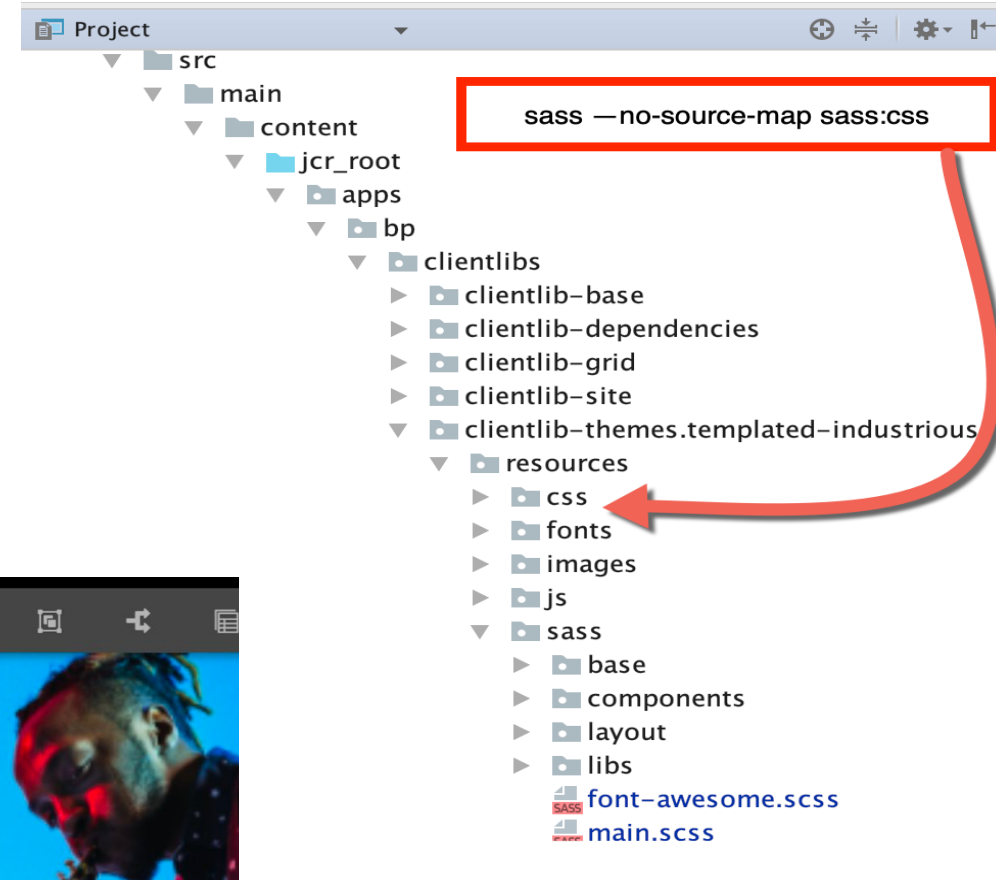 Project
src
main
sass —no-source-map sass:css
content
jcr_root
apps
bp
clientlibs
clientlib-base
clientlib-dependencies
clientlib-grid
clientlib-site
clientlib-themes.templated-industrious
resources
css
fonts
images
js
sass
base
components
layout
libs
SASS font-awesome.scss
SASS main.scss